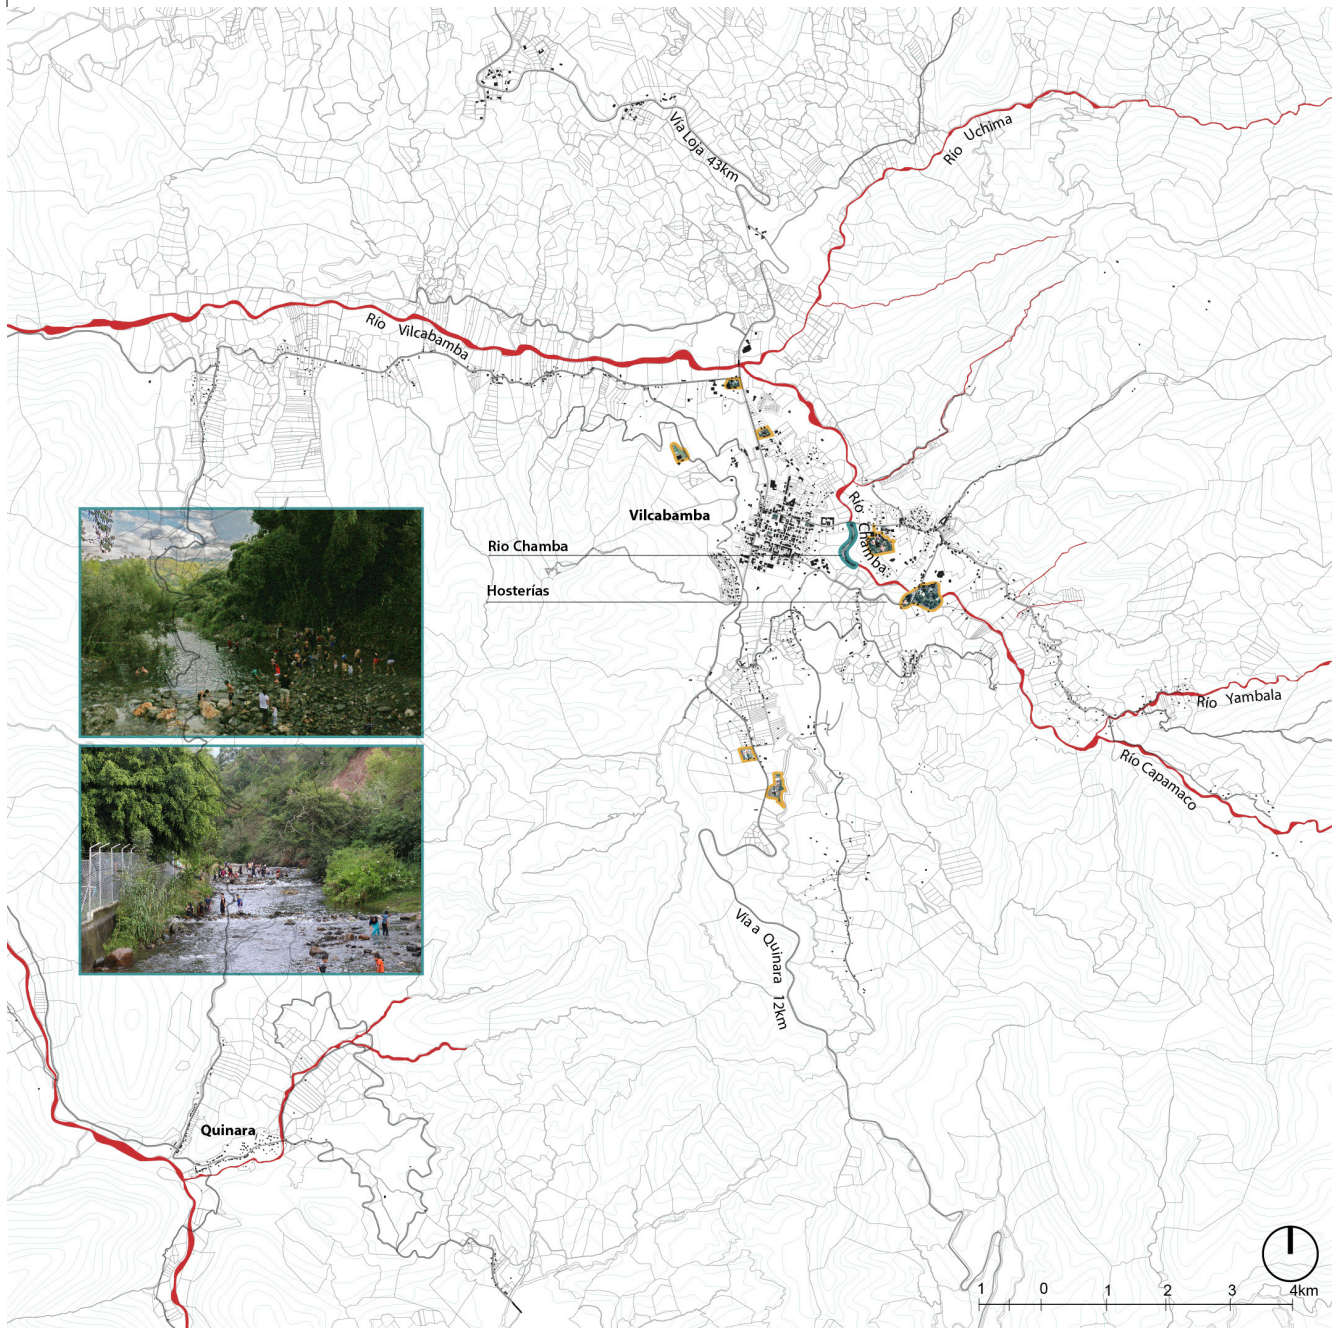 Vía Loja 43km
Río Uchima
Río Vilcabamba
Vilcabamba
Río Chamba
Rio Chamba
Hosterías
Río Yambala
Río Capamaco
Vía a Quinara 12km
Quinara
1 0 1 2 3 4km